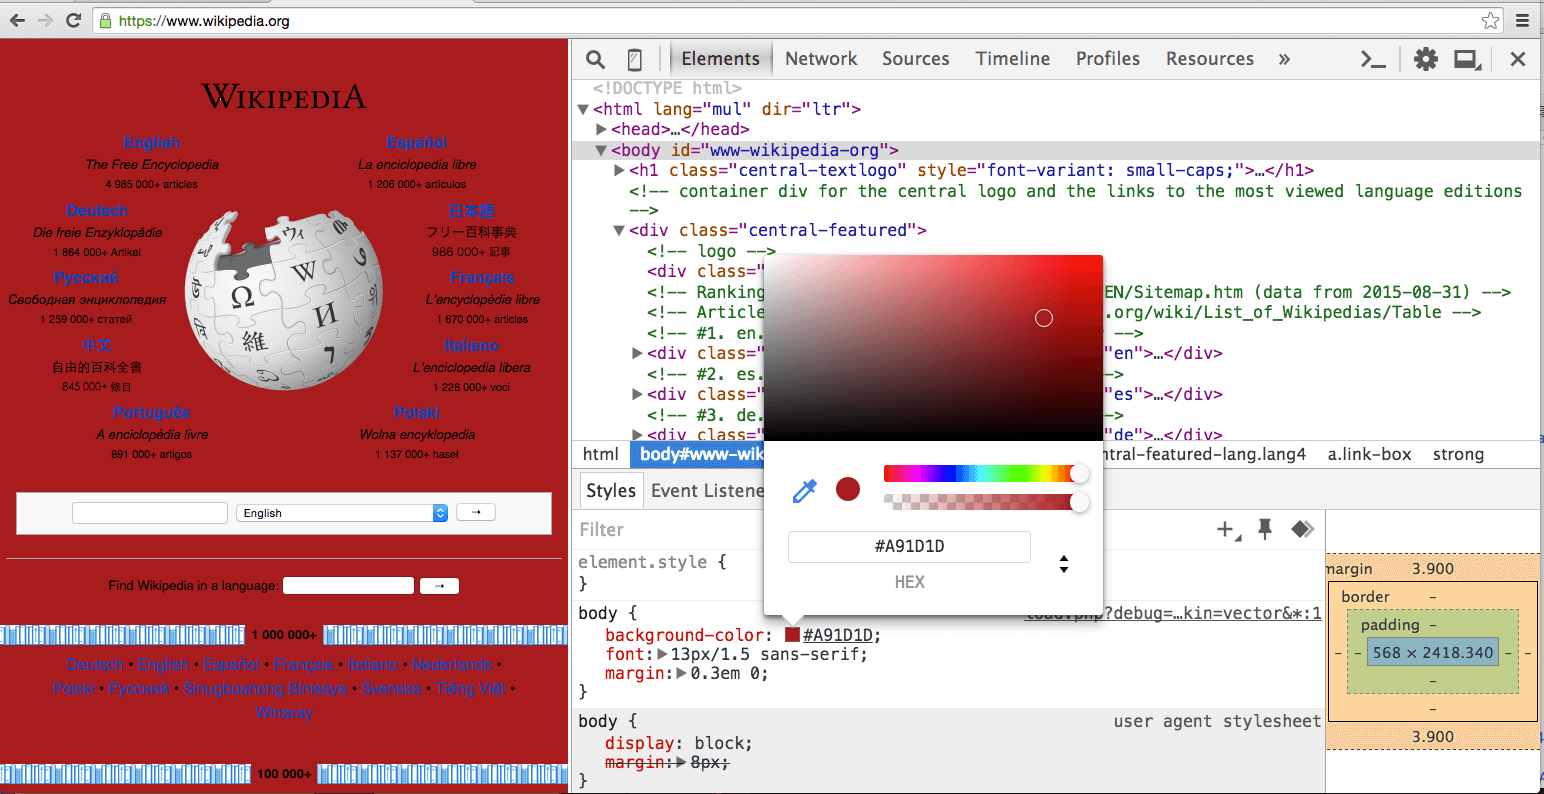 https://www.wikipedia.org
WIKIPEDIA
English
The Free Encyclopedia
4 985 000+ articles
Español
La enciclopedia libre
1 206 000+ artículos
Deutsch
Die freie Enzyklopädie
1 864 000+ Artikel
日本語
フリー百科事典
986 000+ 記事
Русский
Свободная энциклопедия
1 259 000+ статей
Français
L'encyclopédie libre
1 670 000+ articles
中文
自由的百科全書
845 000+ 條目
Italiano
L'enciclopedia libera
1 228 000+ voci
Português
A enciclopédia livre
891 000+ artigos
Polski
Wolna encyklopedia
1 137 000+ haseł
Ω
W
И
維
ウィ
English
→
Find Wikipedia in a language:
→
1 000 000+
Deutsch • English • Español • Français • Italiano • Nederlands •
Polski • Русский • Sinugboanong Binisaya • Svenska • Tiếng Việt •
Winaray
100 000+
Elements Network Sources Timeline Profiles Resources »
<!DOCTYPE html>
<html lang="mul" dir="ltr">
<head>…</head>
<body id="www-wikipedia-org">
<h1 class="central-textlogo" style="font-variant: small-caps;">…</h1>
<!-- container div for the central logo and the links to the most viewed language editions
-->
<div class="central-featured">
<!-- logo -->
<div class=
<!-- Ranking EN/Sitemap.htm (data from 2015-08-31) -->
<!-- Article .org/wiki/List_of_Wikipedias/Table -->
<!-- #1. en. -->
<div class= "en">…</div>
<!-- #2. es. ->
<div class= "es">…</div>
<!-- #3. de. ->
<div class= "de">…</div>
html body#www-wik ntral-featured-lang.lang4 a.link-box strong
Styles Event Listene
Filter
element.style {
}
body { load.php?debug=…kin=vector&*:1
background-color: #A91D1D;
font: 13px/1.5 sans-serif;
margin: 0.3em 0;
}
body { user agent stylesheet
display: block;
margin: 8px;
}
#A91D1D
HEX
margin 3.900
border –
padding –
– – 568 × 2418.340 – –
–
–
3.900